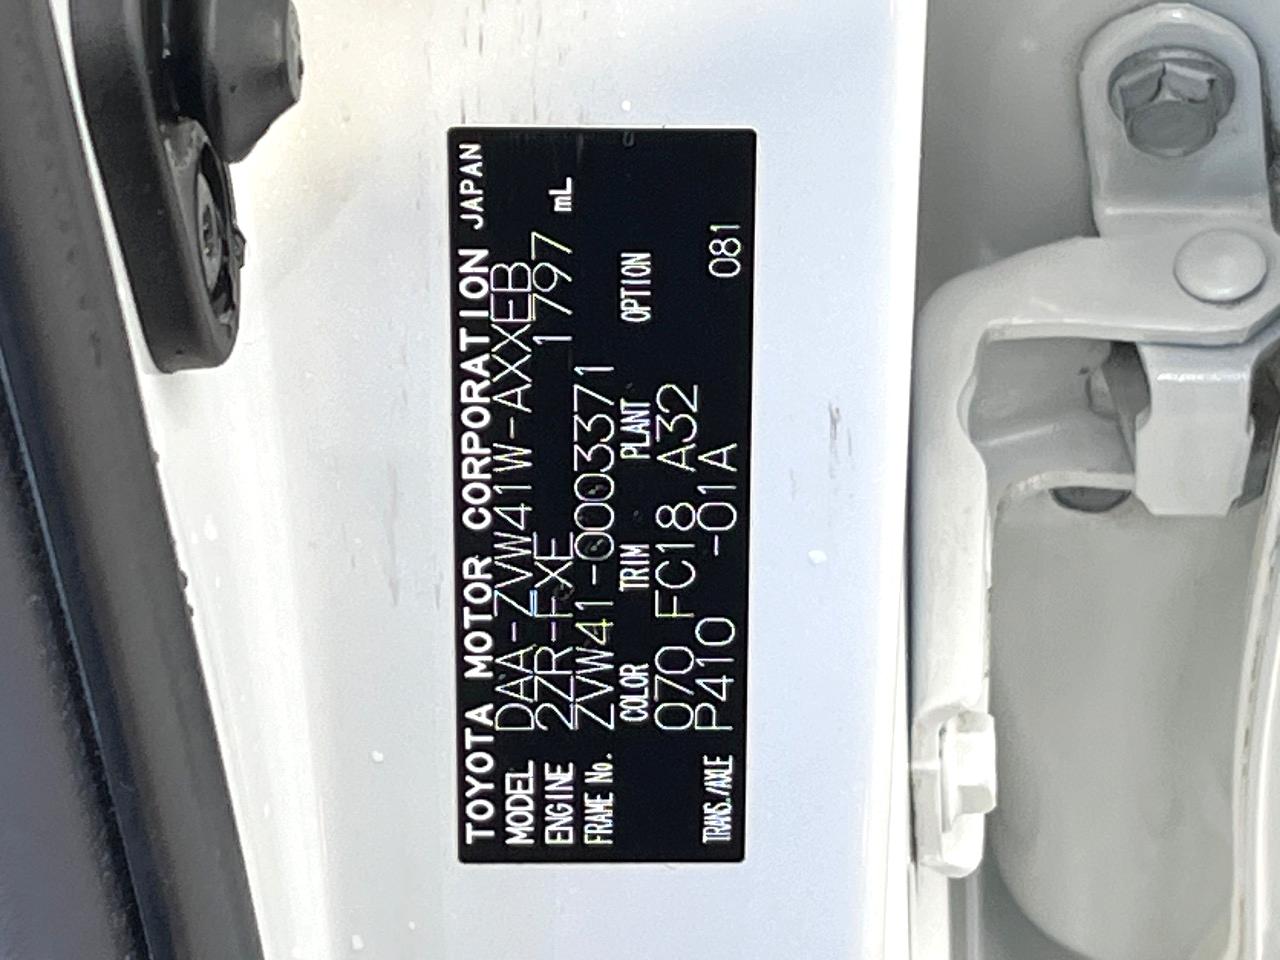 TOYOTA MOTOR CORPORATION JAPAN
MODEL DAA-ZVW41W-AXXEB
ENGINE 2ZR-FXE 1797 mL
FRAME No. ZVW41-0003371
COLOR TRIM PLANT OPTION
070 FC18 A32
TRANS./AXLE P410 -01A 081